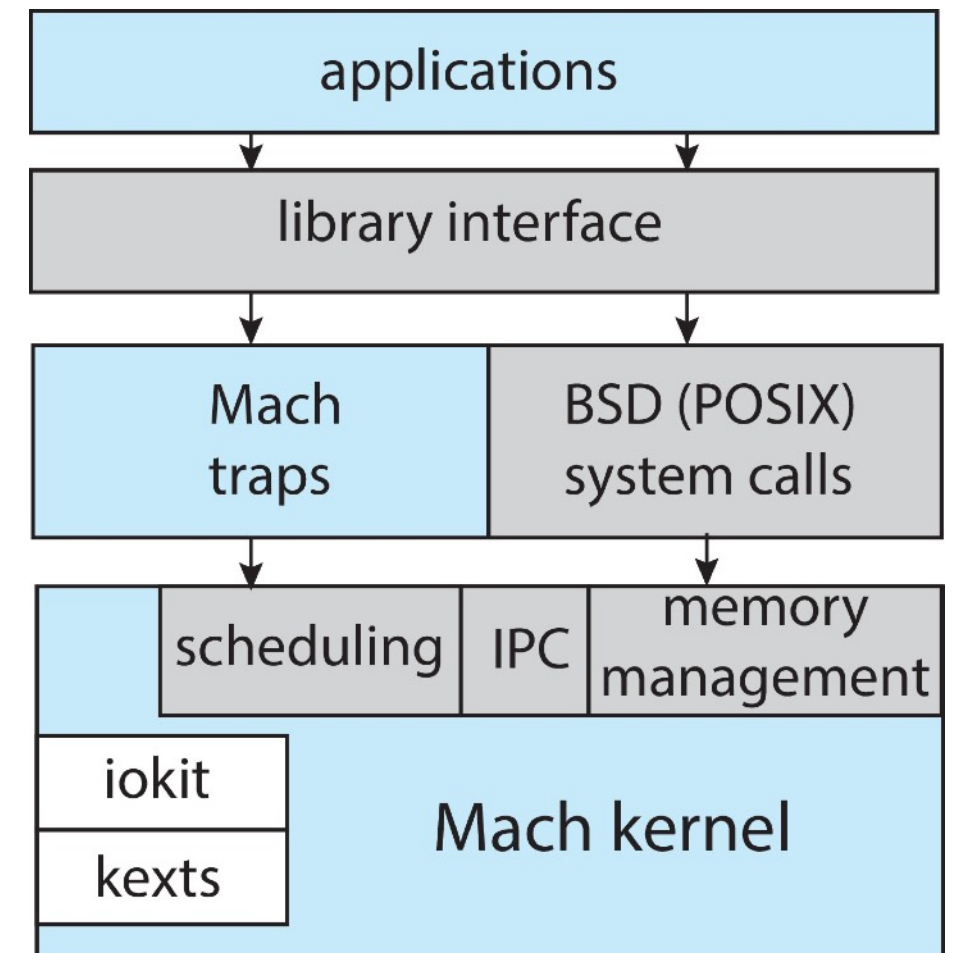 applications
library interface
Mach
traps
BSD (POSIX)
system calls
scheduling
IPC
memory
management
iokit
kexts
Mach kernel